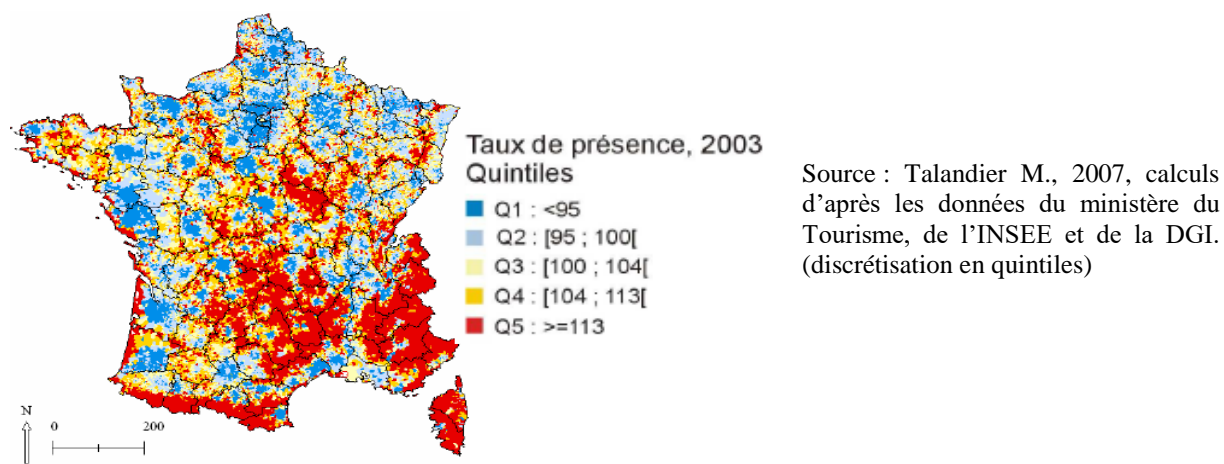 Taux de présence, 2003
Quintiles
Q1 : <95
Q2 : [95 ; 100[
Q3 : [100 ; 104[
Q4 : [104 ; 113[
Q5 : >=113
Source : Talandier M., 2007, calculs
d’après les données du ministère du
Tourisme, de l’INSEE et de la DGI.
(discrétisation en quintiles)
N
0 200